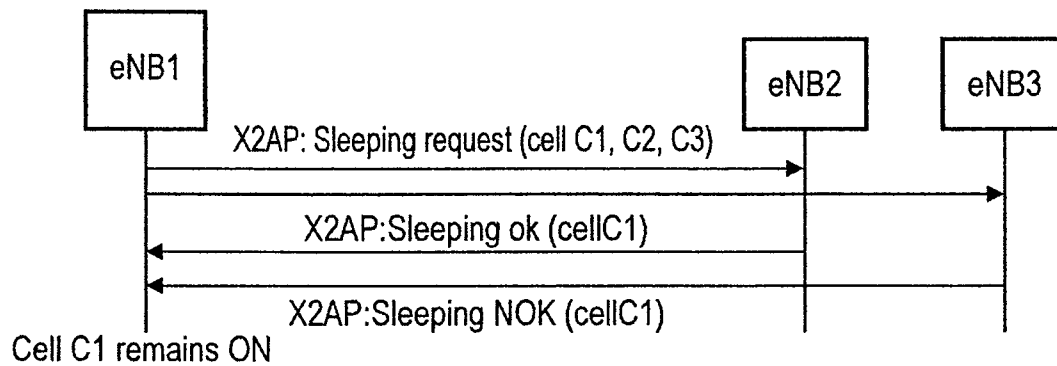 eNB1
eNB2
eNB3
X2AP: Sleeping request (cell C1, C2, C3)
X2AP:Sleeping ok (cellC1)
X2AP:Sleeping NOK (cellC1)
Cell C1 remains ON